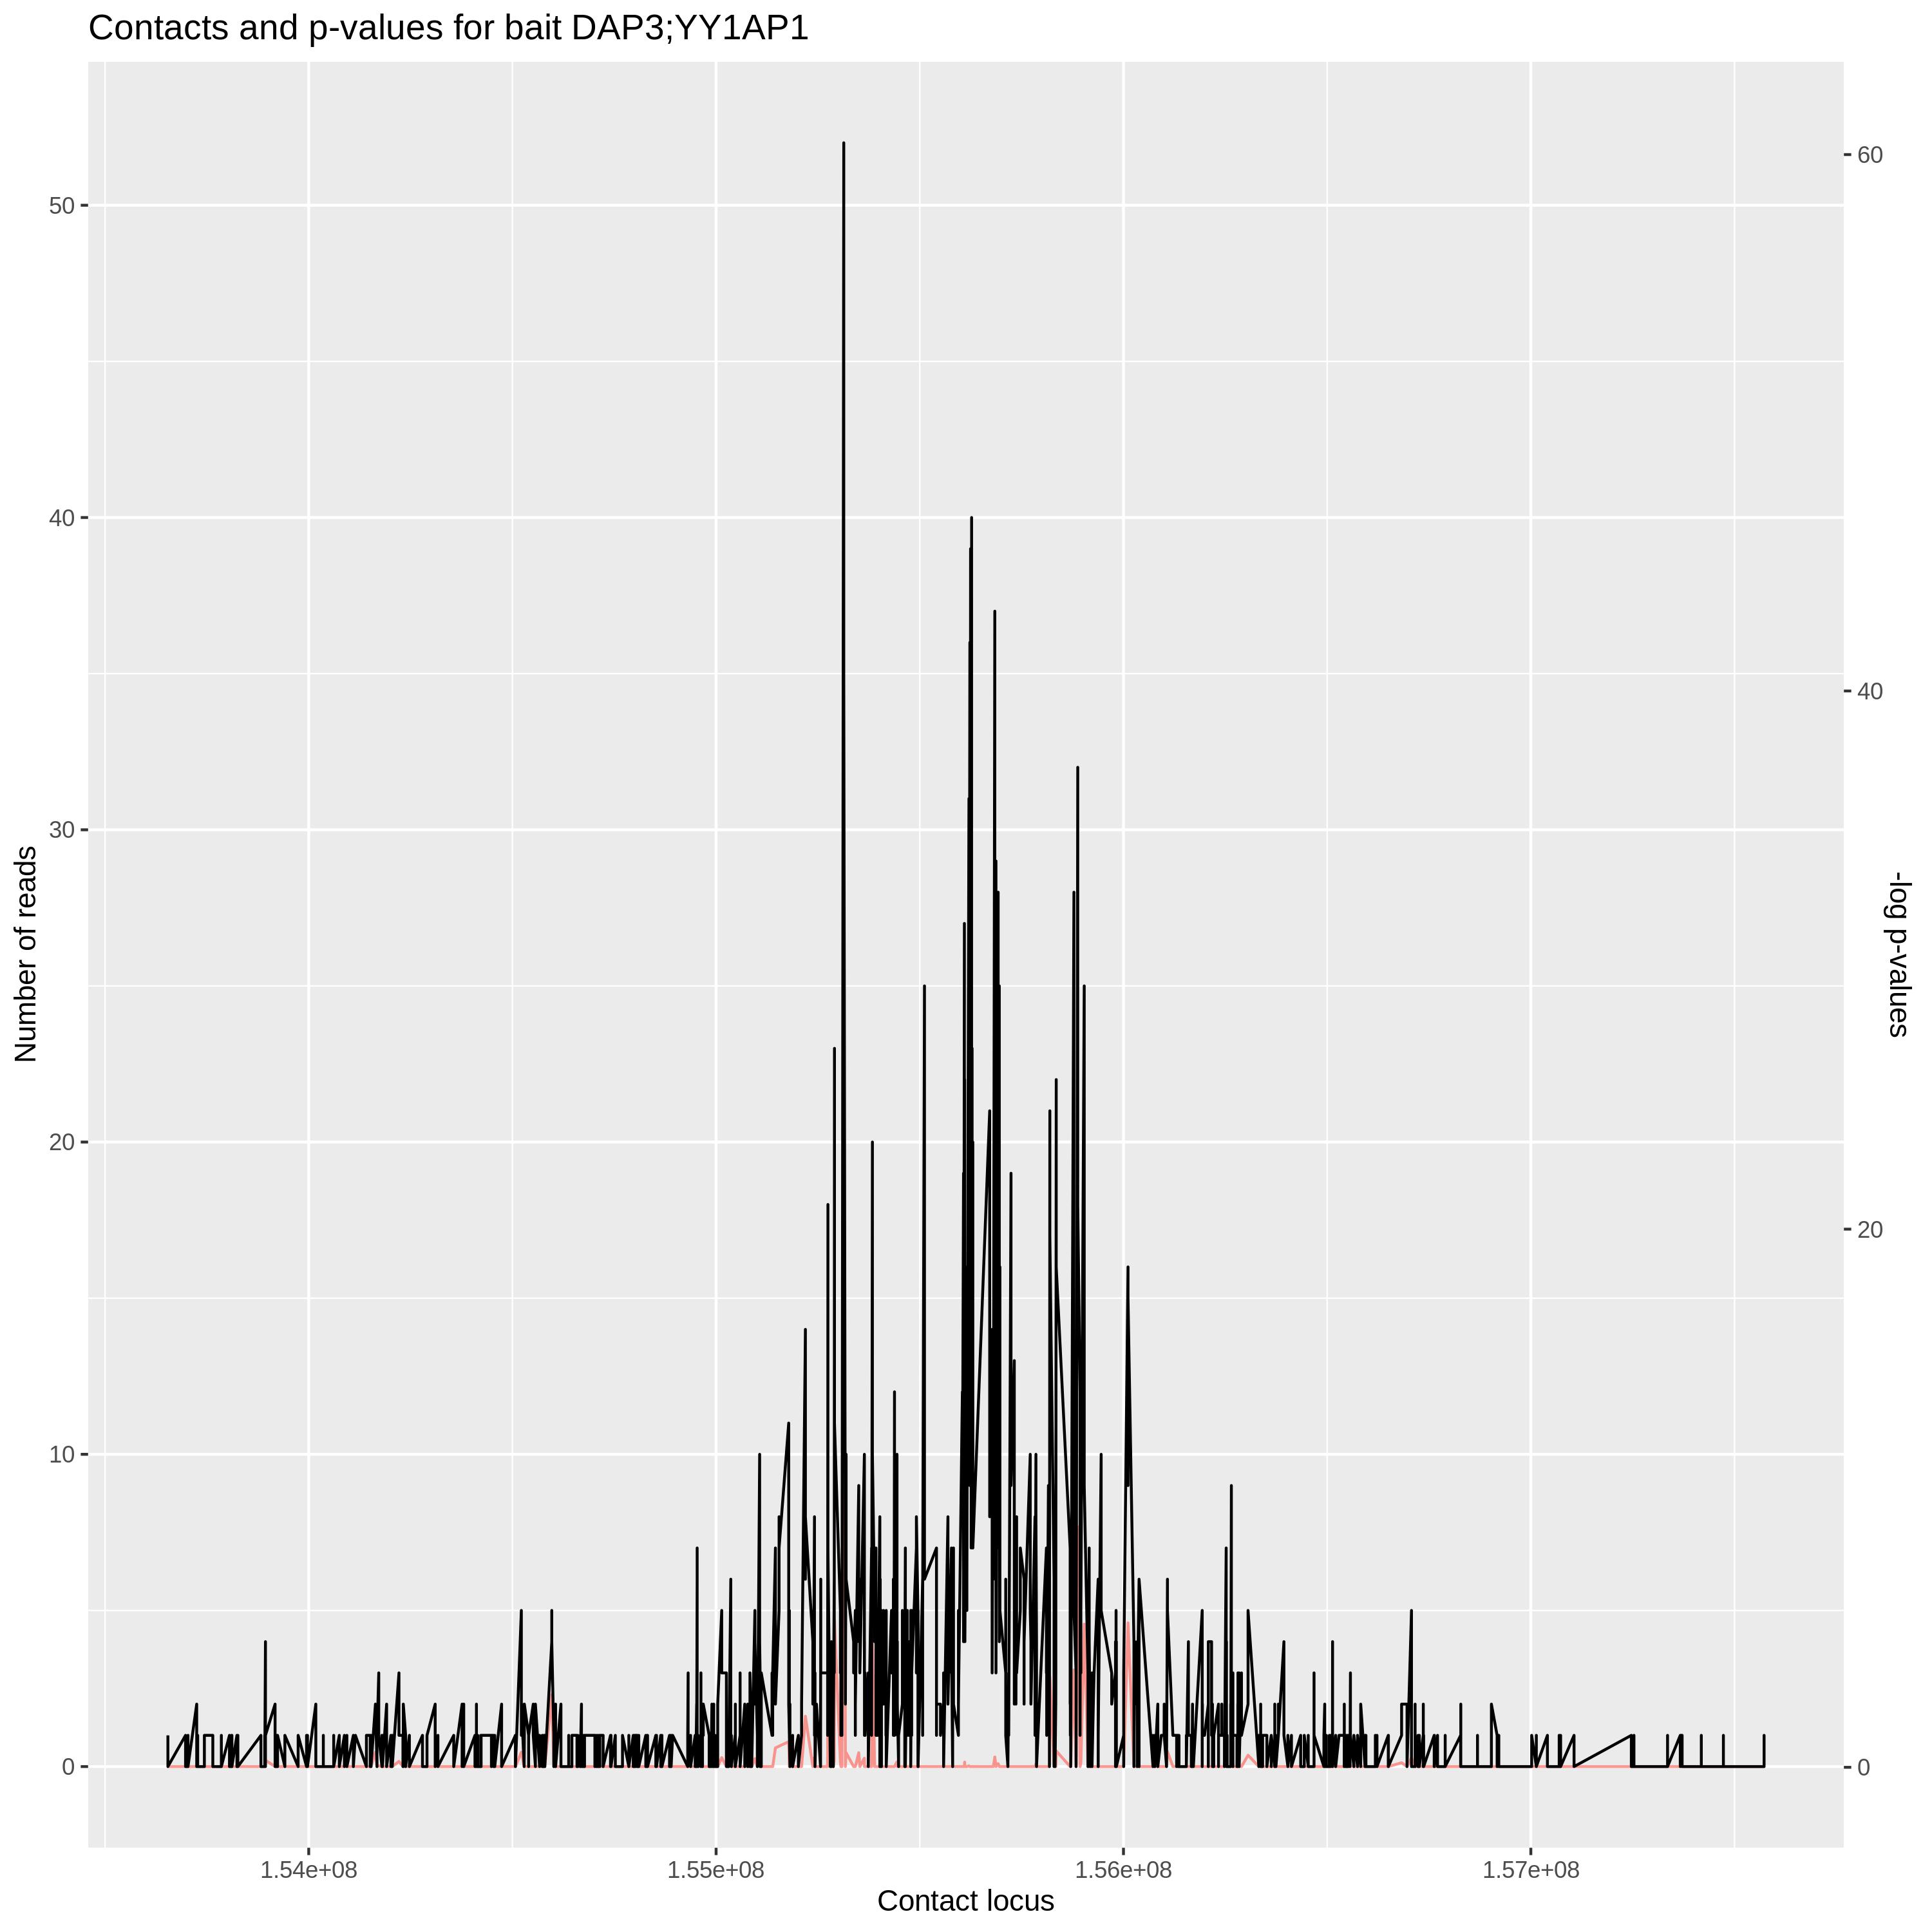 Contacts and p-values for bait DAP3;YY1AP1
50
40
30
20
10
0
Number of reads
60
40
20
0
-log p-values
1.54e+08
1.55e+08
1.56e+08
1.57e+08
Contact locus